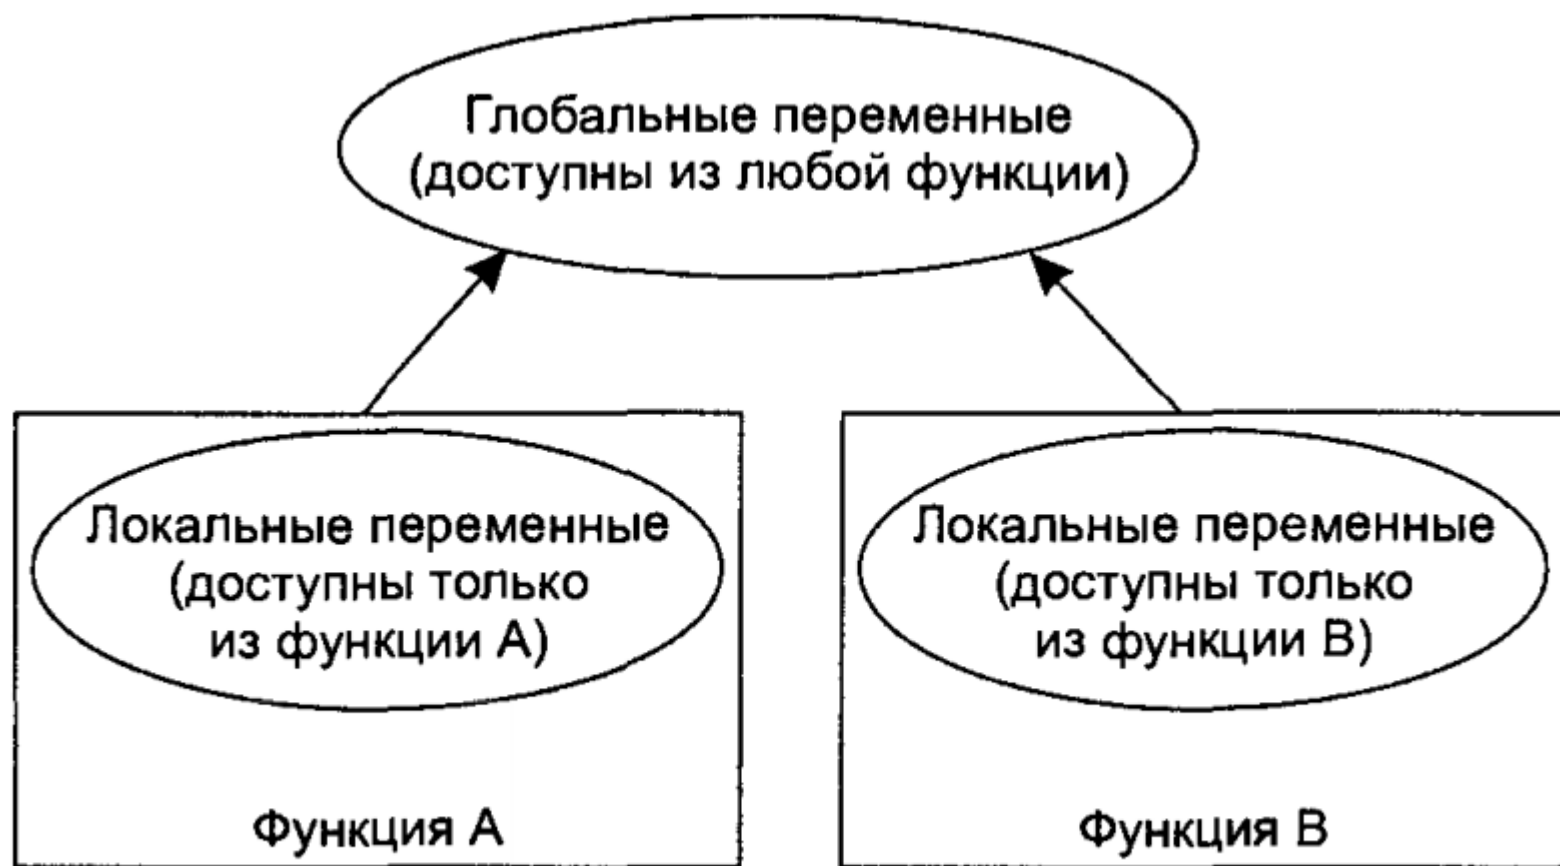 Глобальные переменные
(доступны из любой функции)
Локальные переменные
(доступны только
из функции А)
Локальные переменные
(доступны только
из функции В)
Функция А
Функция В